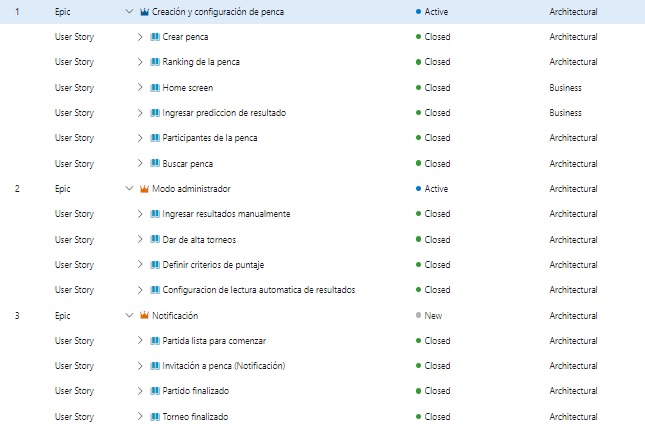 1 Epic Creación y configuración de penca Active Architectural
User Story Crear penca Closed Architectural
User Story Ranking de la penca Closed Architectural
User Story Home screen Closed Business
User Story Ingresar prediccion de resultado Closed Business
User Story Participantes de la penca Closed Architectural
User Story Buscar penca Closed Architectural
2 Epic Modo administrador Active Architectural
User Story Ingresar resultados manualmente Closed Architectural
User Story Dar de alta torneos Closed Architectural
User Story Definir criterios de puntaje Closed Architectural
User Story Configuracion de lectura automatica de resultados Closed Architectural
3 Epic Notificación New Architectural
User Story Partida lista para comenzar Closed Architectural
User Story Invitación a penca (Notificación) Closed Architectural
User Story Partido finalizado Closed Architectural
User Story Torneo finalizado Closed Architectural